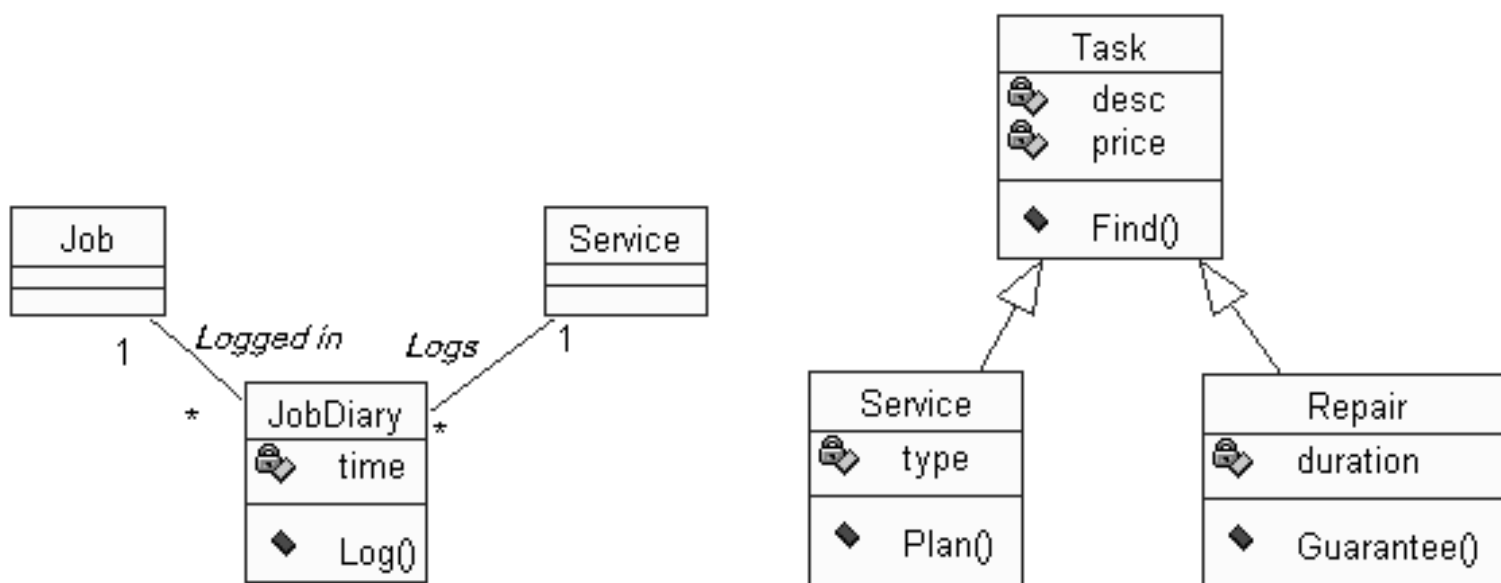 Job
Service
1
Logged in
Logs
1
*
*
JobDiary
time
Log()
Task
desc
price
Find()
Service
type
Plan()
Repair
duration
Guarantee()